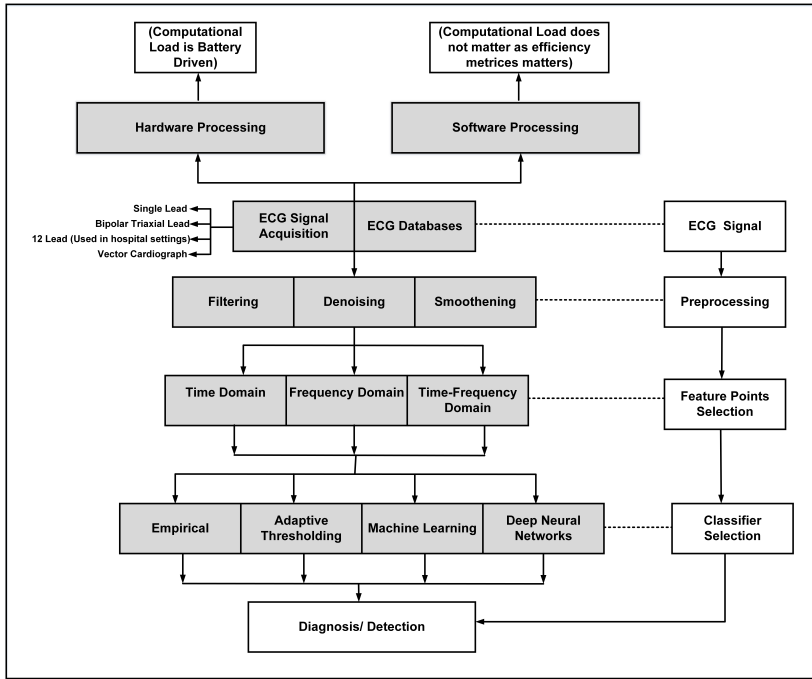 (Computational
Load is Battery
Driven)
(Computational Load does
not matter as efficiency
metrices matters)
Hardware Processing
Software Processing
Single Lead
Bipolar Triaxial Lead
12 Lead (Used in hospital settings)
Vector Cardiograph
ECG Signal
Acquisition
ECG Databases
ECG Signal
Filtering
Denoising
Smoothening
Preprocessing
Time Domain
Frequency Domain
Time-Frequency
Domain
Feature Points
Selection
Empirical
Adaptive
Thresholding
Machine Learning
Deep Neural
Networks
Classifier
Selection
Diagnosis/ Detection